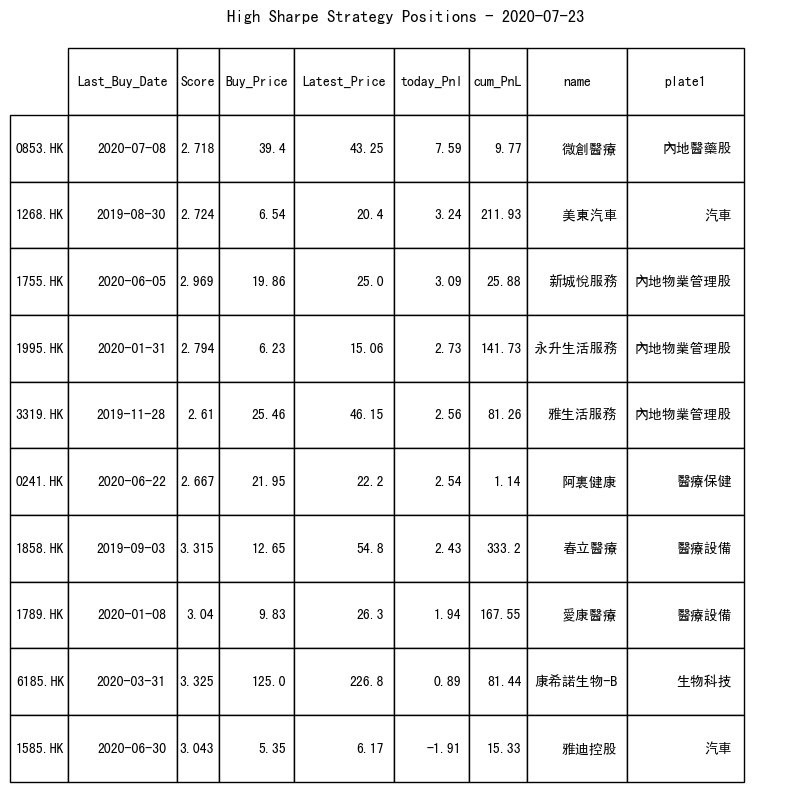 High Sharpe Strategy Positions - 2020-07-23
Last_Buy_Date Score Buy_Price Latest_Price today_Pnl cum_PnL name plate1
0853.HK 2020-07-08 2.718 39.4 43.25 7.59 9.77 微創醫療 內地醫藥股
1268.HK 2019-08-30 2.724 6.54 20.4 3.24 211.93 美東汽車 汽車
1755.HK 2020-06-05 2.969 19.86 25.0 3.09 25.88 新城悅服務 內地物業管理股
1995.HK 2020-01-31 2.794 6.23 15.06 2.73 141.73 永升生活服務 內地物業管理股
3319.HK 2019-11-28 2.61 25.46 46.15 2.56 81.26 雅生活服務 內地物業管理股
0241.HK 2020-06-22 2.667 21.95 22.2 2.54 1.14 阿裏健康 醫療保健
1858.HK 2019-09-03 3.315 12.65 54.8 2.43 333.2 春立醫療 醫療設備
1789.HK 2020-01-08 3.04 9.83 26.3 1.94 167.55 愛康醫療 醫療設備
6185.HK 2020-03-31 3.325 125.0 226.8 0.89 81.44 康希諾生物-B 生物科技
1585.HK 2020-06-30 3.043 5.35 6.17 -1.91 15.33 雅迪控股 汽車